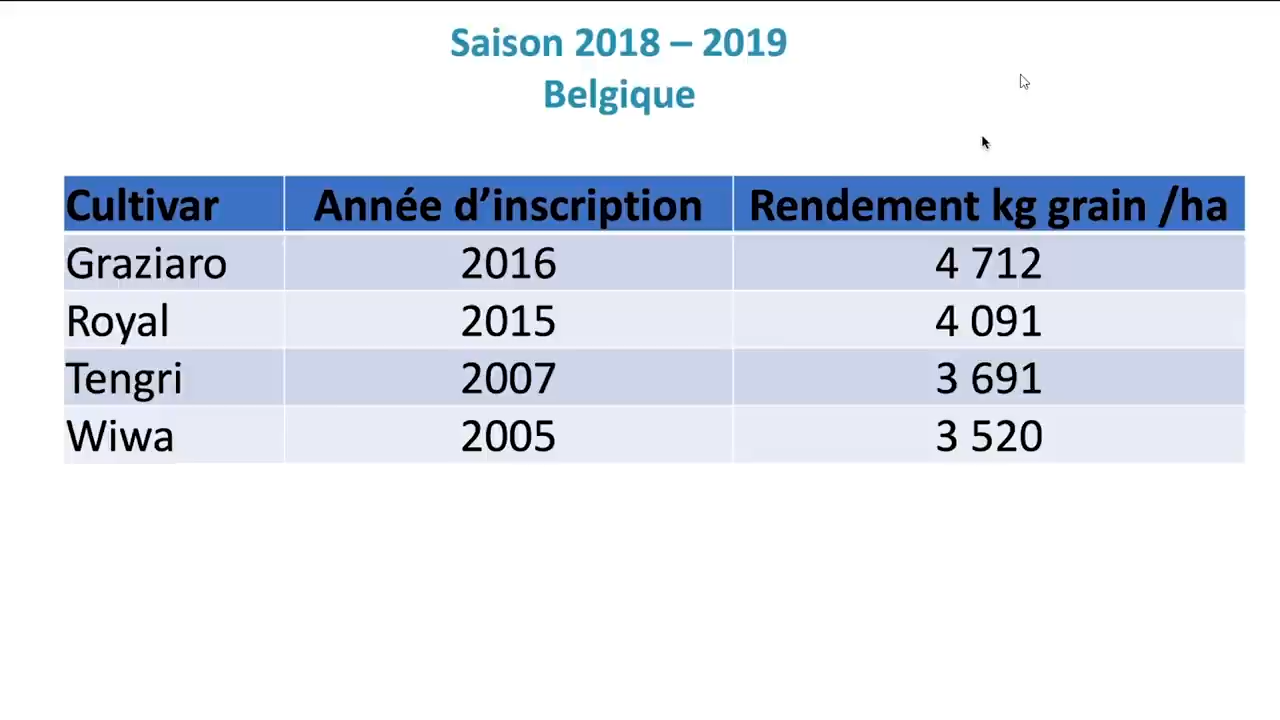 Saison 2018 – 2019
Belgique
Cultivar Année d’inscription Rendement kg grain /ha
Graziaro 2016 4 712
Royal 2015 4 091
Tengri 2007 3 691
Wiwa 2005 3 520